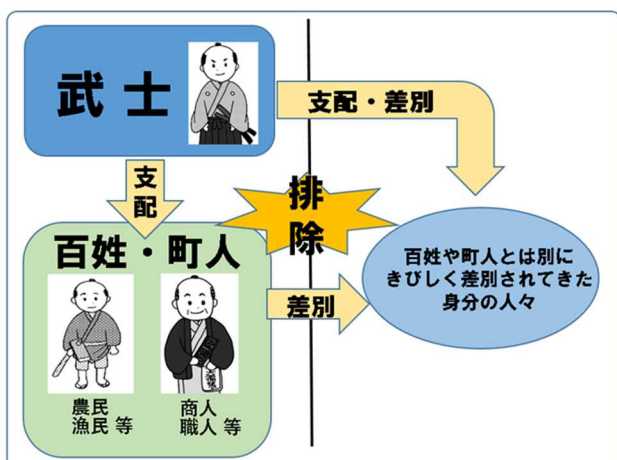 武士
支配・差別
支
配
排
除
百姓・町人
百姓や町人とは別に
きびしく差別されてきた
身分の人々
差別
農民
漁民 等
商人
職人 等